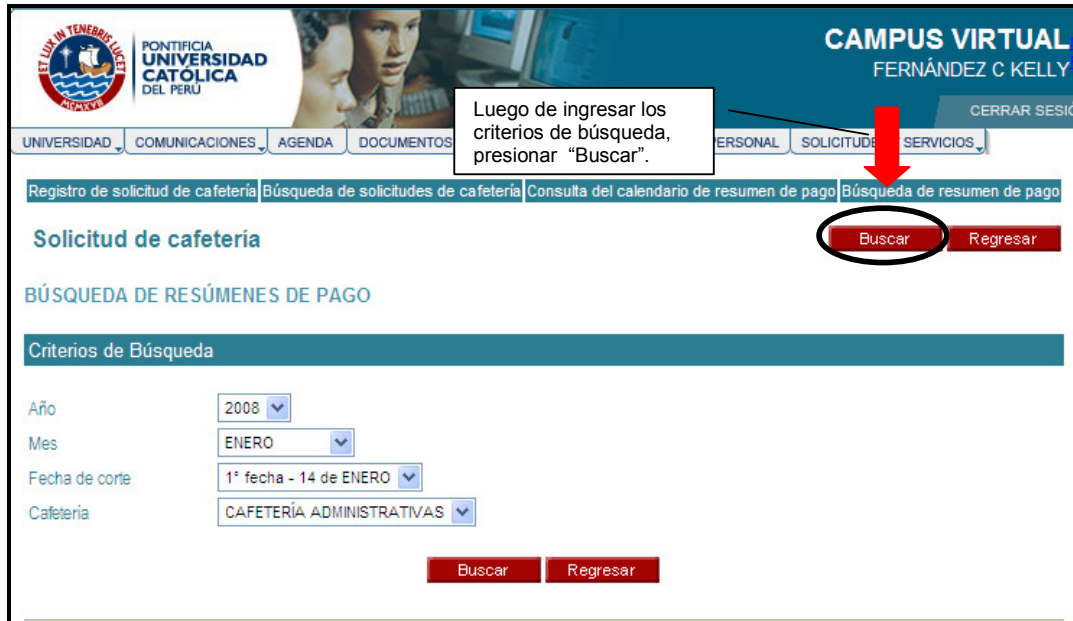 ET LUX IN TENEBRIS LUCET
MCMXVII
PONTIFICIA
UNIVERSIDAD
CATÓLICA
DEL PERÚ
CAMPUS VIRTUAL
FERNÁNDEZ C KELLY
CERRAR SESIÓ
Luego de ingresar los
criterios de búsqueda,
presionar “Buscar”.
UNIVERSIDAD COMUNICACIONES AGENDA DOCUMENTOS PERSONAL SOLICITUDE SERVICIOS
Registro de solicitud de cafetería Búsqueda de solicitudes de cafetería Consulta del calendario de resumen de pago Búsqueda de resumen de pago
Solicitud de cafetería Buscar Regresar
BÚSQUEDA DE RESÚMENES DE PAGO
Criterios de Búsqueda
Año 2008
Mes ENERO
Fecha de corte 1° fecha - 14 de ENERO
Cafetería CAFETERÍA ADMINISTRATIVAS
Buscar Regresar